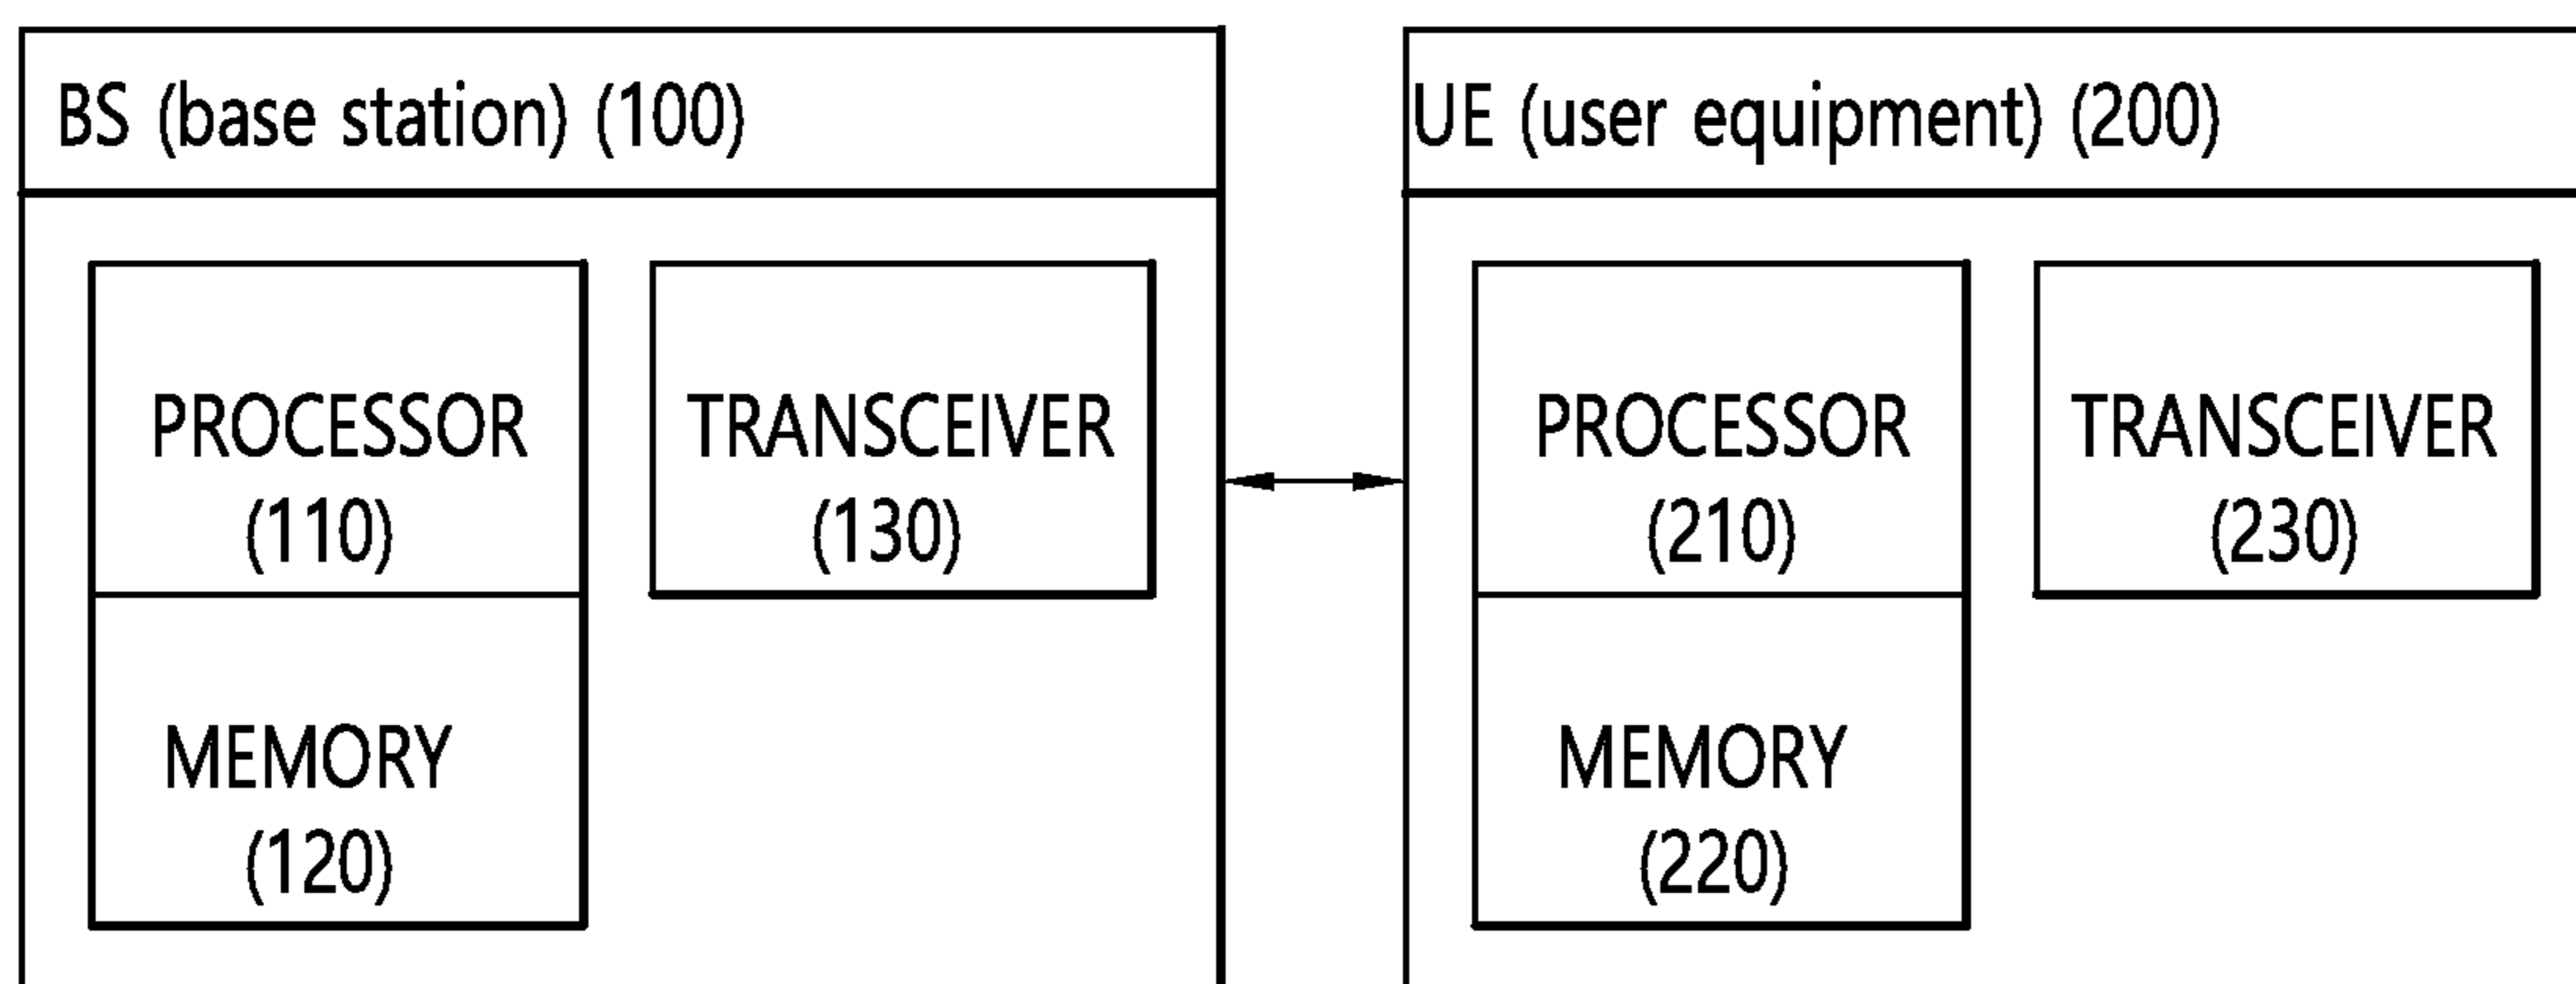 BS (base station) (100)
PROCESSOR
(110)
TRANSCEIVER
(130)
MEMORY
(120)
UE (user equipment) (200)
PROCESSOR
(210)
TRANSCEIVER
(230)
MEMORY
(220)